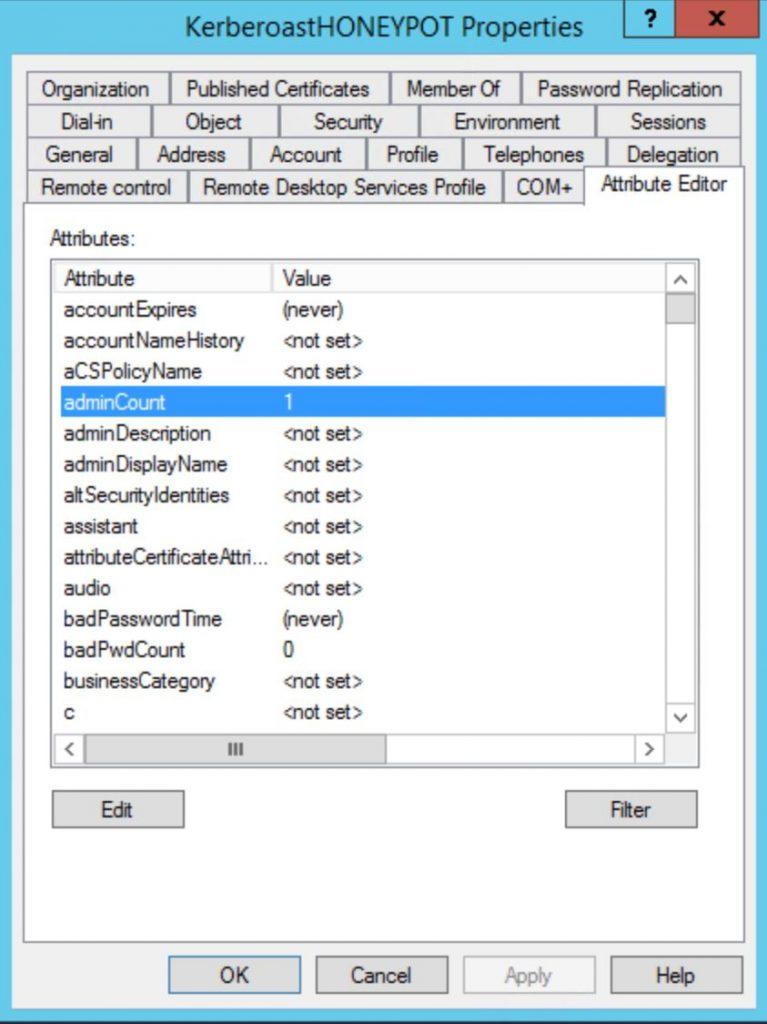 KerberoastHONEYPOT Properties ? x
Organization Published Certificates Member Of Password Replication
Dial-in Object Security Environment Sessions
General Address Account Profile Telephones Delegation
Remote control Remote Desktop Services Profile COM+ Attribute Editor
Attributes:
Attribute Value
accountExpires (never)
accountNameHistory <not set>
aCSPolicyName <not set>
adminCount 1
adminDescription <not set>
adminDisplayName <not set>
altSecurityIdentities <not set>
assistant <not set>
attributeCertificateAttri... <not set>
audio <not set>
badPasswordTime (never)
badPwdCount 0
businessCategory <not set>
c <not set>
Edit Filter
OK Cancel Apply Help